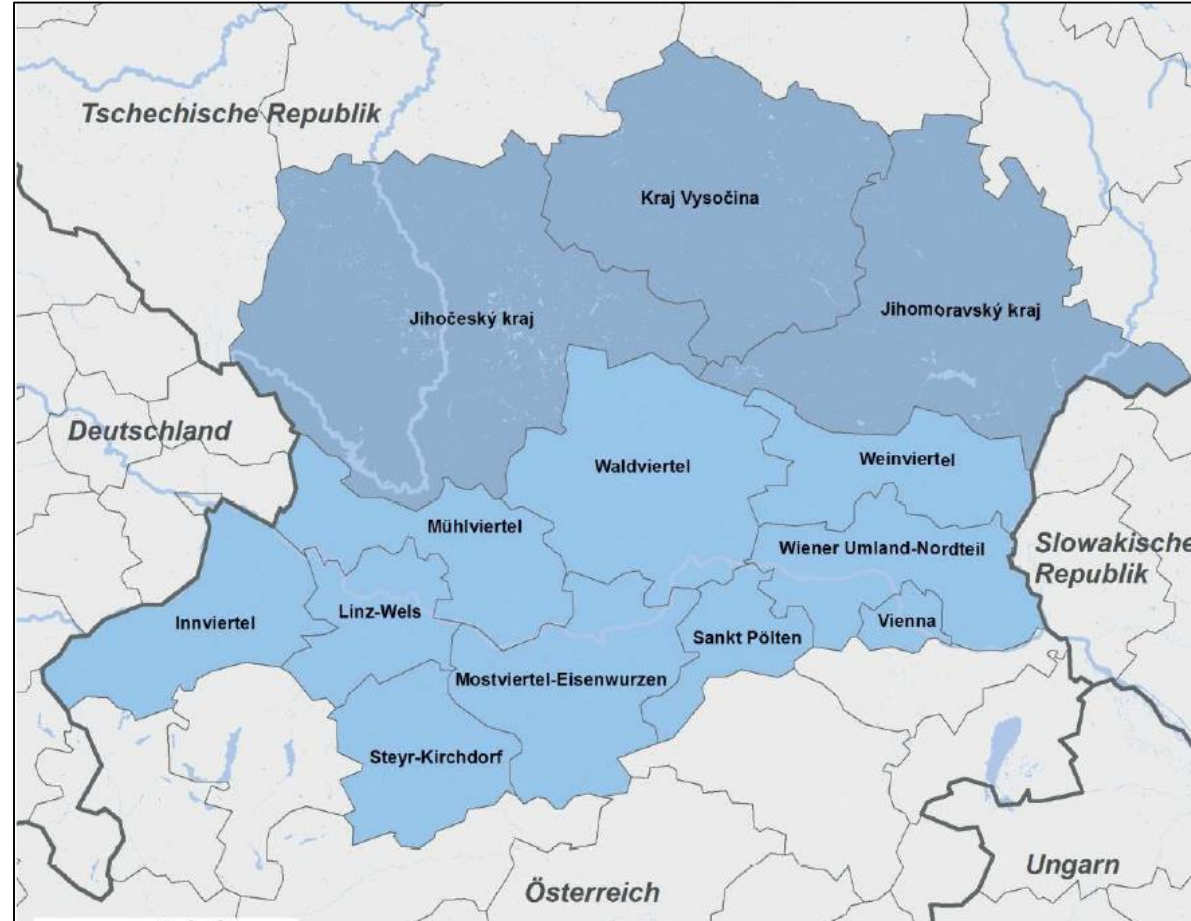 Tschechische Republik
Kraj Vysočina
Jihočeský kraj
Jihomoravský kraj
Deutschland
Waldviertel
Weinviertel
Mühlviertel
Wiener Umland-Nordteil
Slowakische
Republik
Innviertel
Linz-Wels
Vienna
Sankt Pölten
Mostviertel-Eisenwurzen
Steyr-Kirchdorf
Ungarn
Österreich